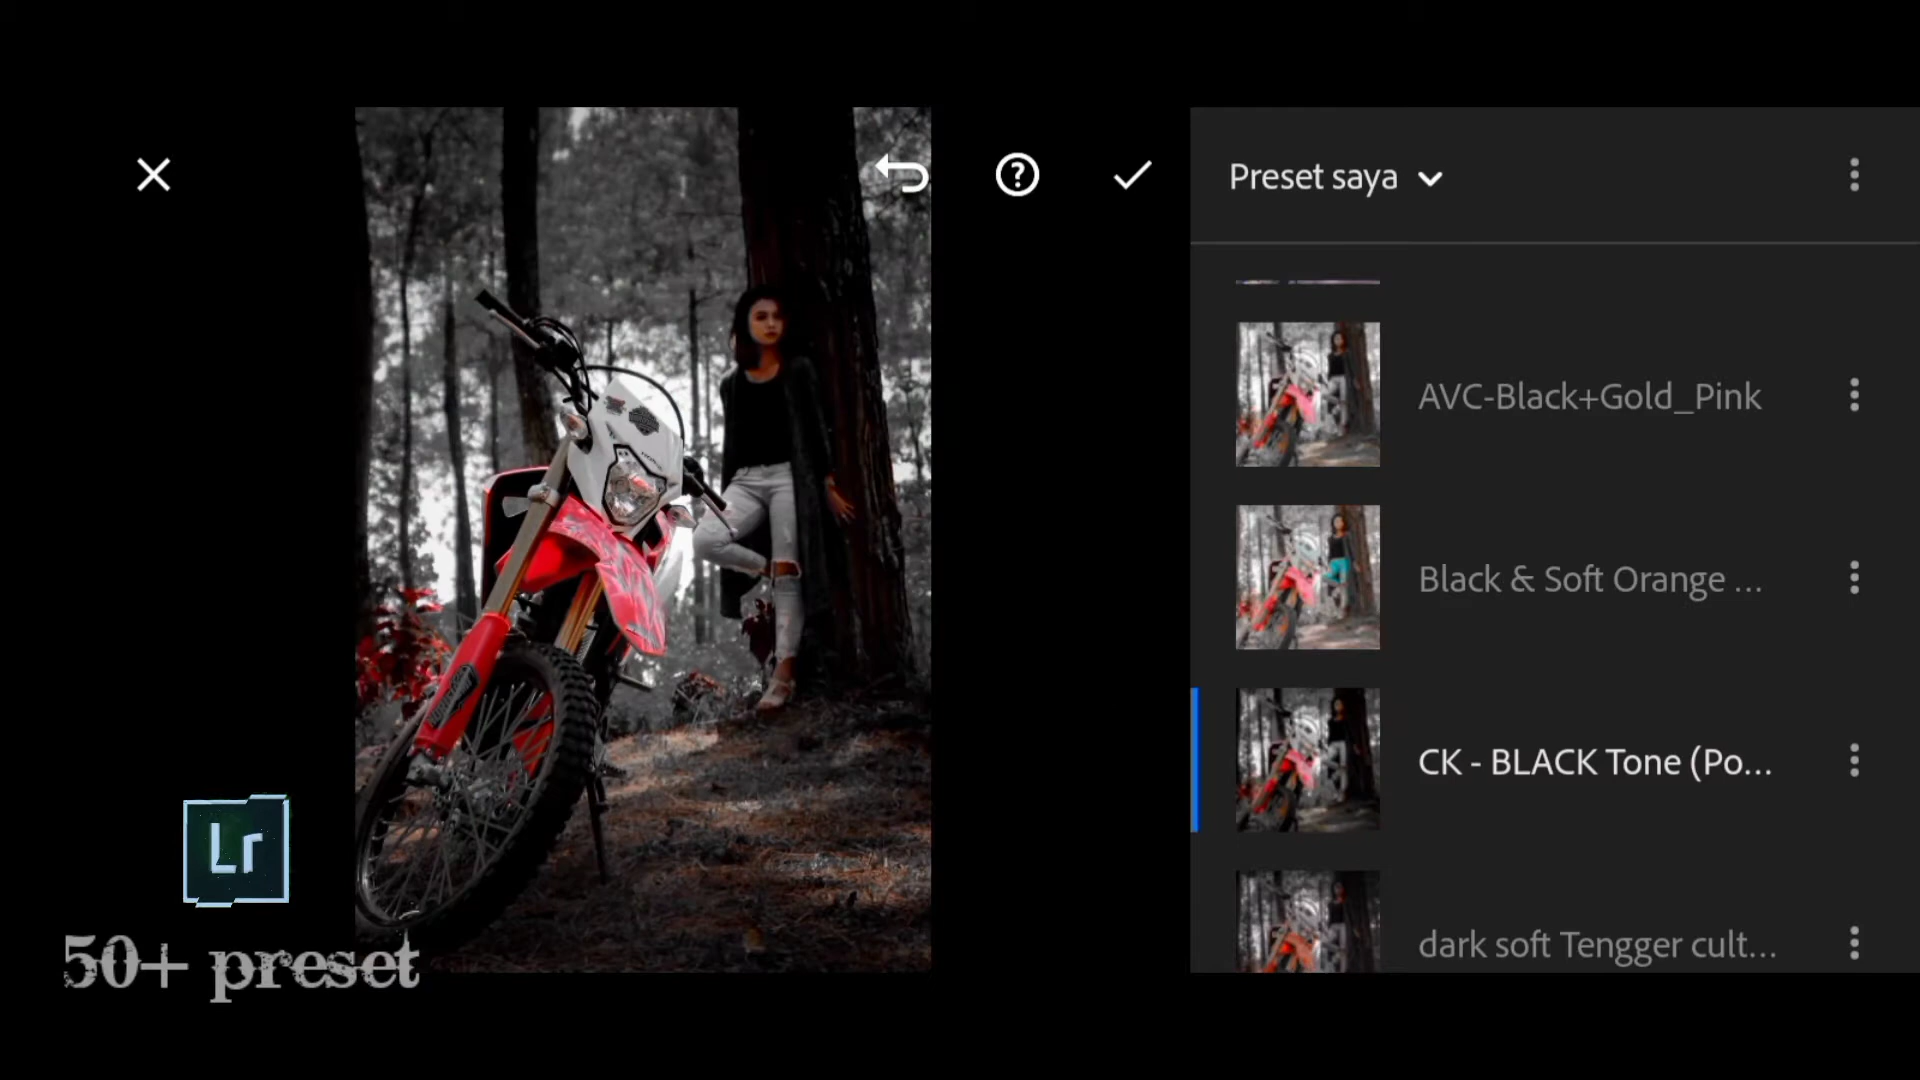 Preset saya
AVC-Black+Gold_Pink
Black & Soft Orange ...
CK - BLACK Tone (Po...
dark soft Tengger cult...
Lr
50+ preset